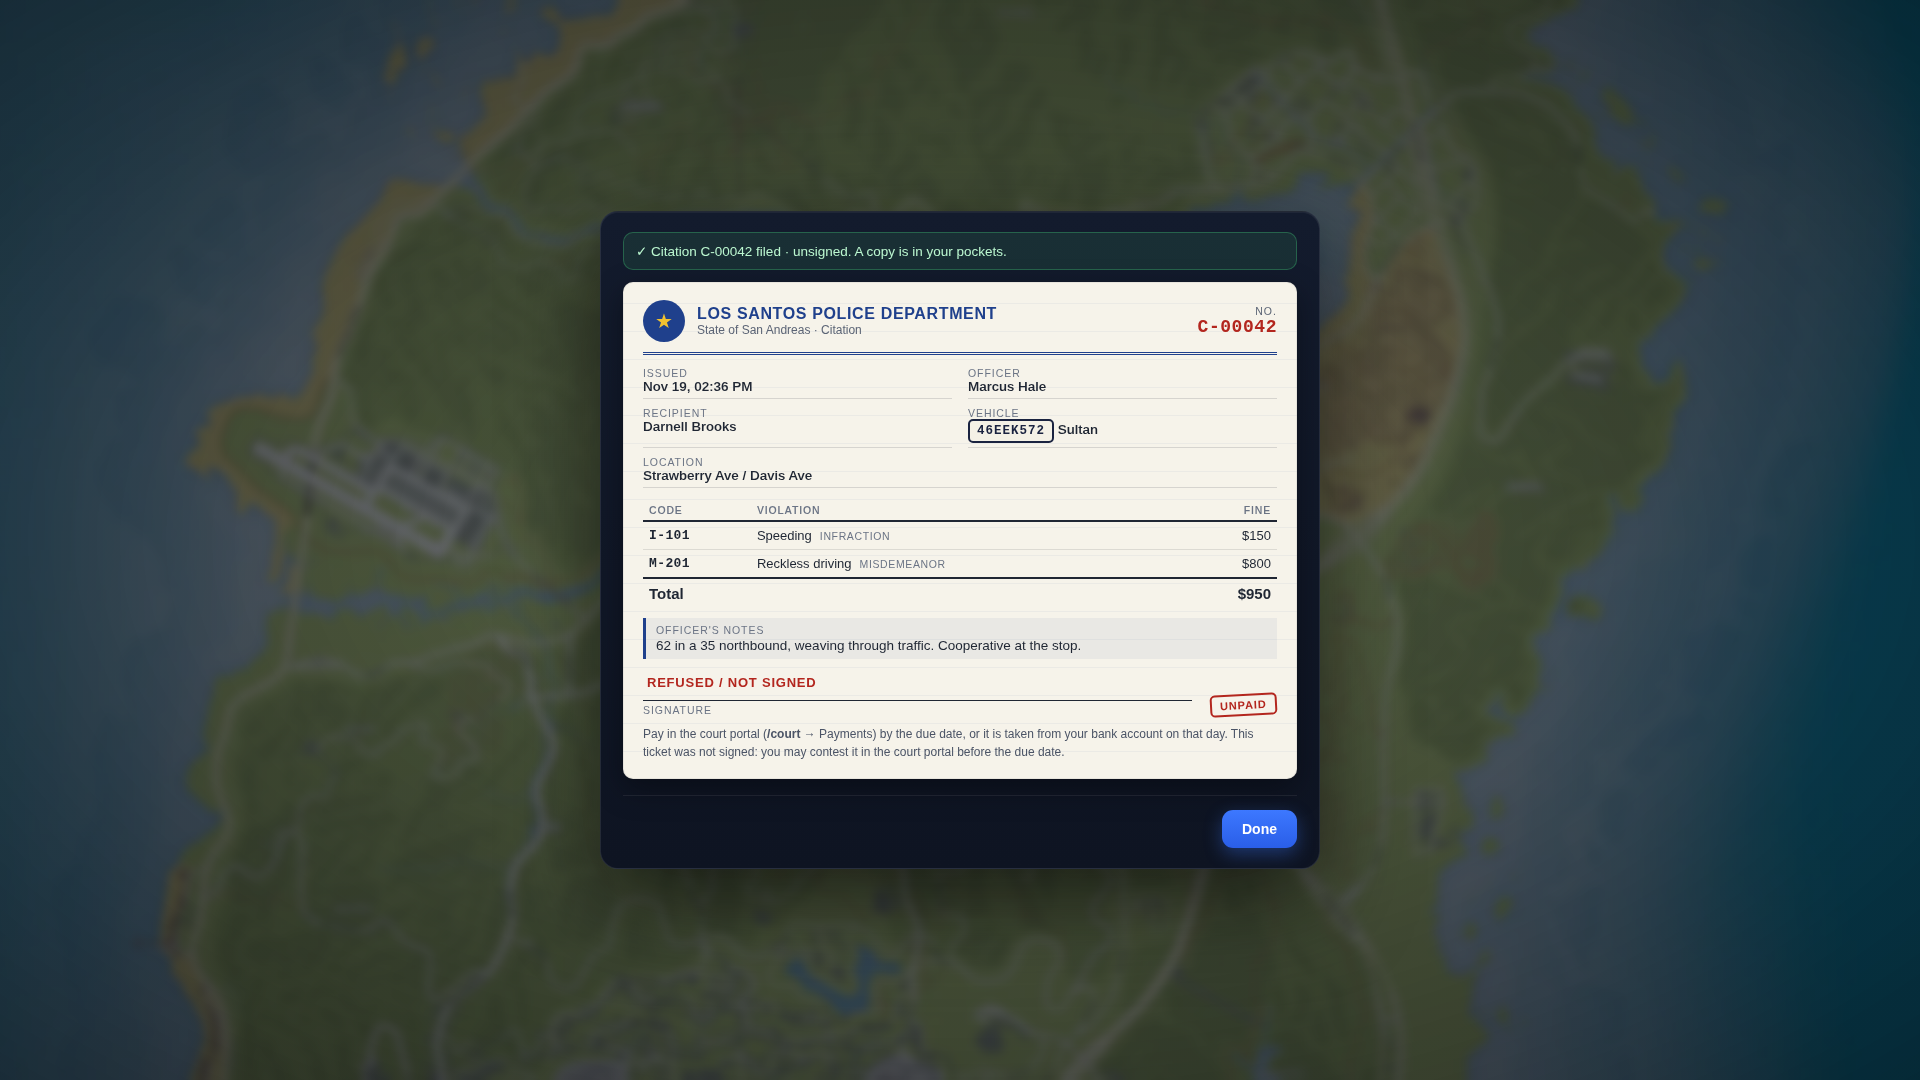 ✓ Citation C-00042 filed · unsigned. A copy is in your pockets.
★
LOS SANTOS POLICE DEPARTMENT
State of San Andreas · Citation
NO.
C-00042
ISSUED
Nov 19, 02:36 PM
OFFICER
Marcus Hale
RECIPIENT
Darnell Brooks
VEHICLE
46EEK572 Sultan
LOCATION
Strawberry Ave / Davis Ave
CODE VIOLATION FINE
I-101 Speeding INFRACTION $150
M-201 Reckless driving MISDEMEANOR $800
Total $950
OFFICER'S NOTES
62 in a 35 northbound, weaving through traffic. Cooperative at the stop.
REFUSED / NOT SIGNED
SIGNATURE
UNPAID
Pay in the court portal (/court → Payments) by the due date, or it is taken from your bank account on that day. This
ticket was not signed: you may contest it in the court portal before the due date.
Done